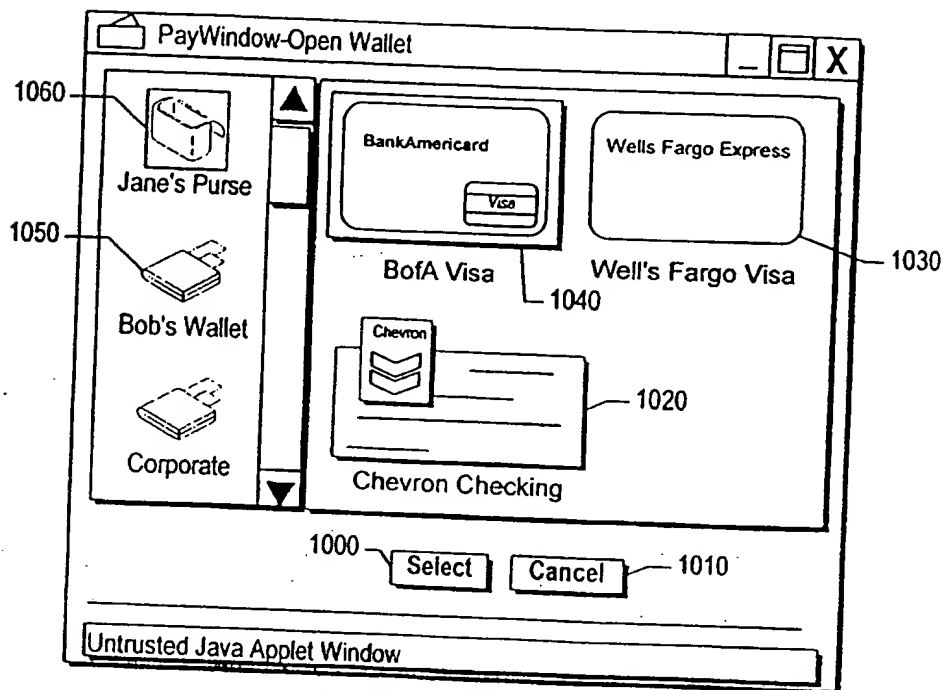 PayWindow-Open Wallet
_ X
1060
Jane's Purse
1050
Bob's Wallet
Corporate
BankAmericard
Visa
BofA Visa
1040
Wells Fargo Express
Well's Fargo Visa
1030
Chevron
1020
Chevron Checking
1000
Select
Cancel
1010
Untrusted Java Applet Window